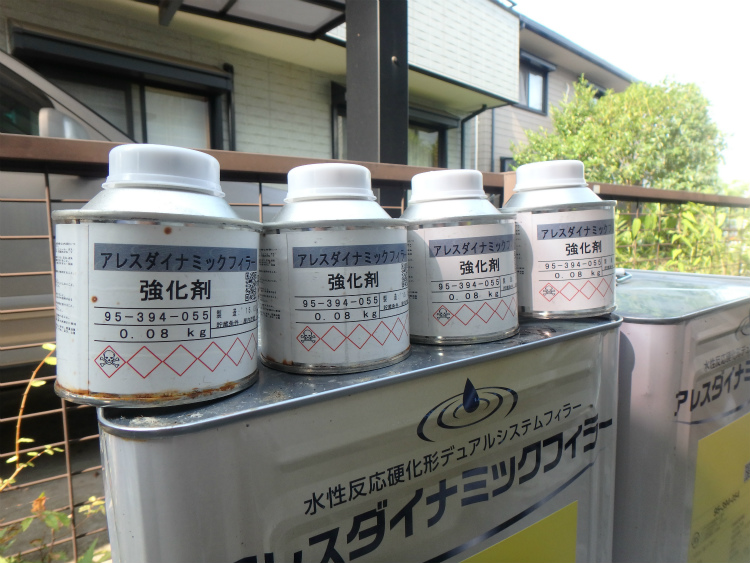 アレスダイナミックフィラー
強化剤
95-394-055
0.08 kg
アレスダイナミックフィラー
強化剤
95-394-055
0.08 kg
アレスダイナミックフィ
強化剤
95-394-055
0.08 kg
アレスダイナミックフィ
強化剤
95-394-055
0.08 kg
水性反応硬化形デュアルシステムフィラー
アレスダイナミックフィラー
水性反応硬化
アレスダイナ